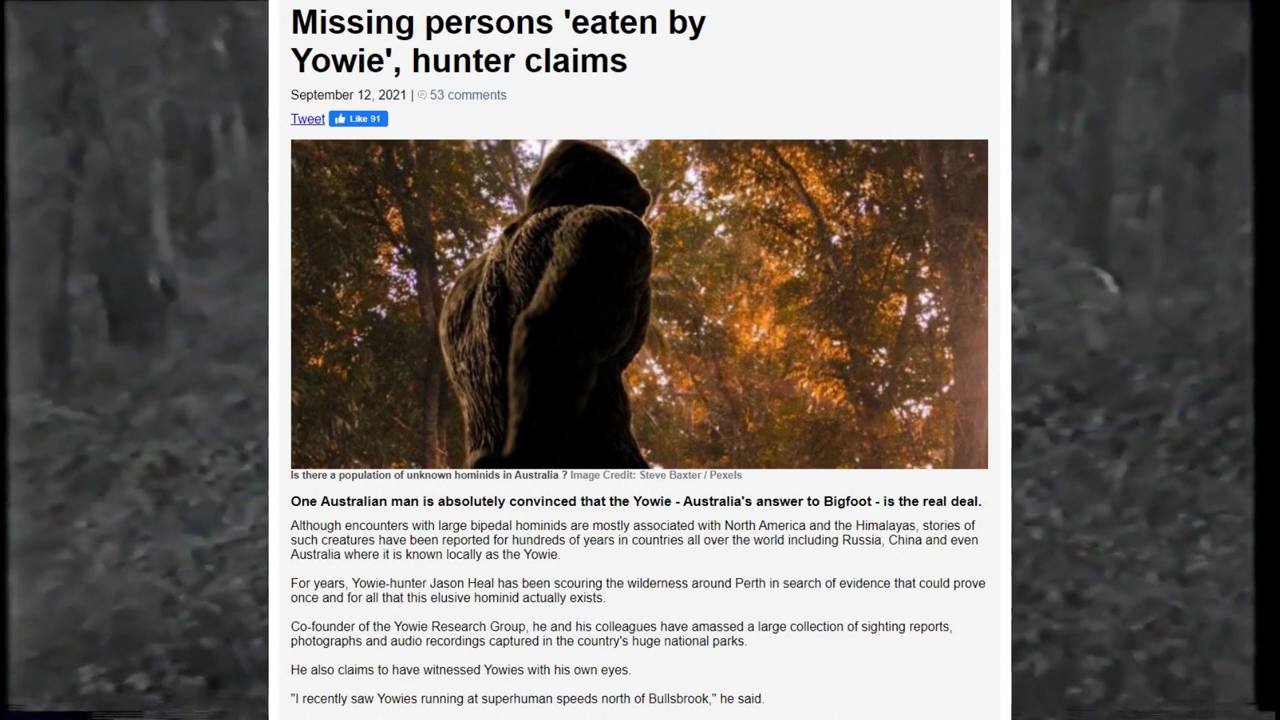 Missing persons 'eaten by
Yowie', hunter claims
September 12, 2021 | 53 comments
Tweet Like 91
Is there a population of unknown hominids in Australia ? Image Credit: Steve Baxter / Pexels
One Australian man is absolutely convinced that the Yowie - Australia's answer to Bigfoot - is the real deal.
Although encounters with large bipedal hominids are mostly associated with North America and the Himalayas, stories of
such creatures have been reported for hundreds of years in countries all over the world including Russia, China and even
Australia where it is known locally as the Yowie.
For years, Yowie-hunter Jason Heal has been scouring the wilderness around Perth in search of evidence that could prove
once and for all that this elusive hominid actually exists.
Co-founder of the Yowie Research Group, he and his colleagues have amassed a large collection of sighting reports,
photographs and audio recordings captured in the country's huge national parks.
He also claims to have witnessed Yowies with his own eyes.
"I recently saw Yowies running at superhuman speeds north of Bullsbrook," he said.